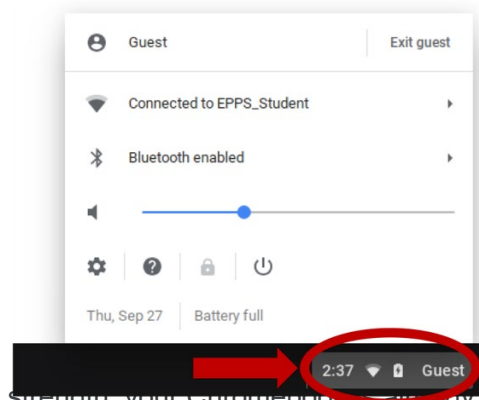 Guest Exit guest
Connected to EPPS_Student
Bluetooth enabled
Thu, Sep 27 Battery full
2:37 Guest